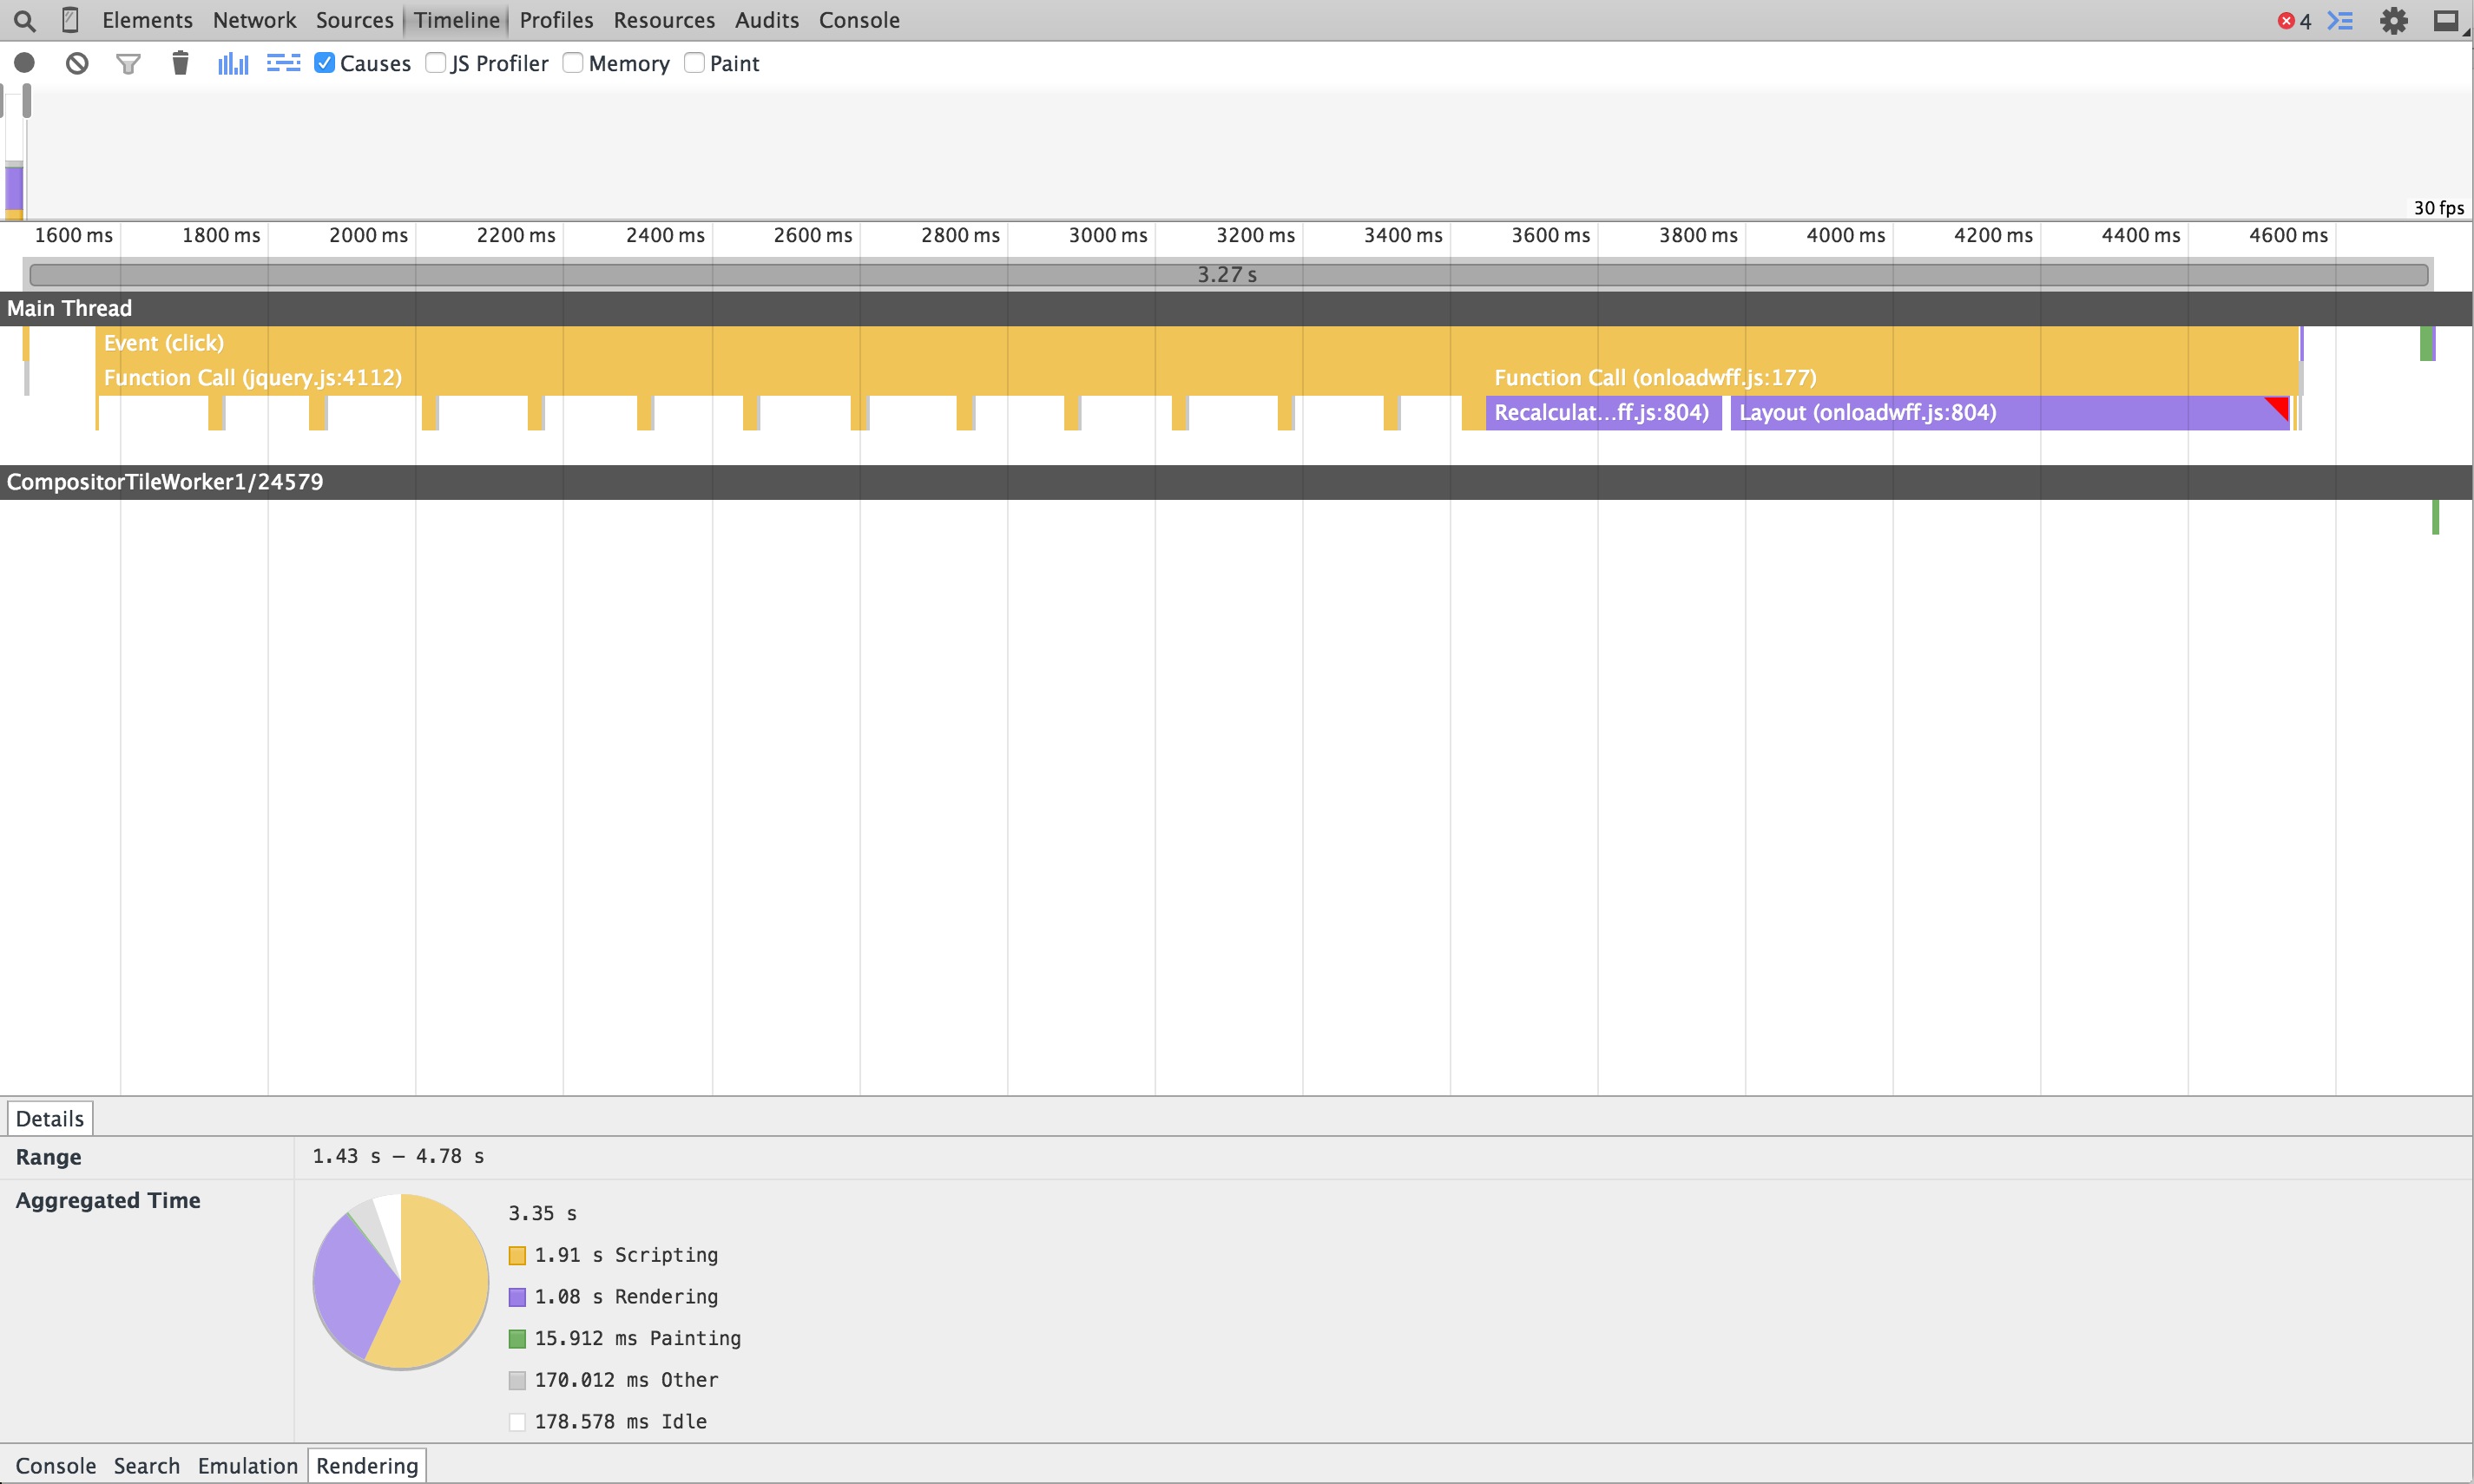 Elements Network Sources Timeline Profiles Resources Audits Console 4
Causes JS Profiler Memory Paint
30 fps
1600 ms 1800 ms 2000 ms 2200 ms 2400 ms 2600 ms 2800 ms 3000 ms 3200 ms 3400 ms 3600 ms 3800 ms 4000 ms 4200 ms 4400 ms 4600 ms
3.27 s
Main Thread
Event (click)
Function Call (jquery.js:4112) Function Call (onloadwff.js:177)
Recalculat...ff.js:804) Layout (onloadwff.js:804)
CompositorTileWorker1/24579
Details
Range 1.43 s – 4.78 s
Aggregated Time
3.35 s
1.91 s Scripting
1.08 s Rendering
15.912 ms Painting
170.012 ms Other
178.578 ms Idle
Console Search Emulation Rendering